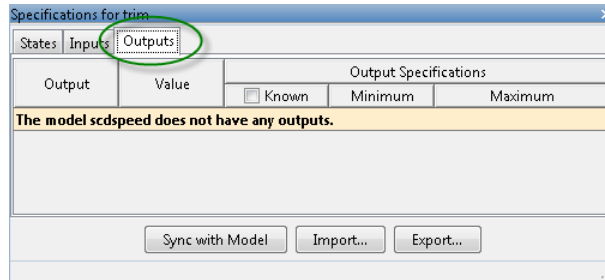 Specifications for trim
States Inputs Outputs
Output Value Output Specifications
Known Minimum Maximum
The model scdspeed does not have any outputs.
Sync with Model Import... Export...